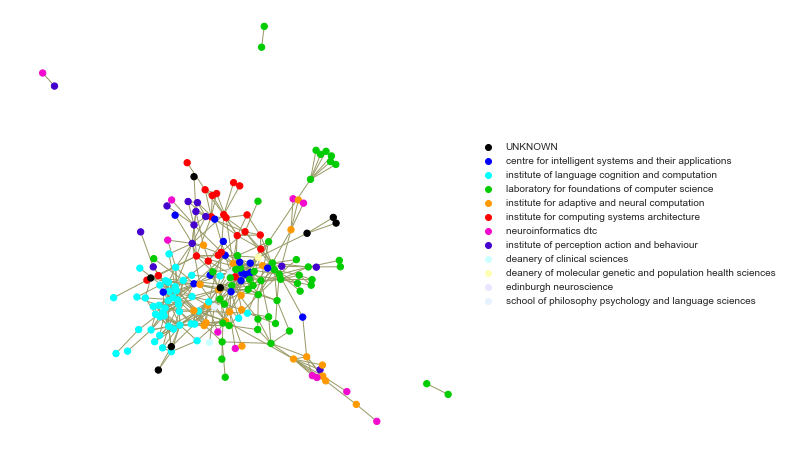 UNKNOWN
centre for intelligent systems and their applications
institute of language cognition and computation
laboratory for foundations of computer science
institute for adaptive and neural computation
institute for computing systems architecture
neuroinformatics dtc
institute of perception action and behaviour
deanery of clinical sciences
deanery of molecular genetic and population health sciences
edinburgh neuroscience
school of philosophy psychology and language sciences